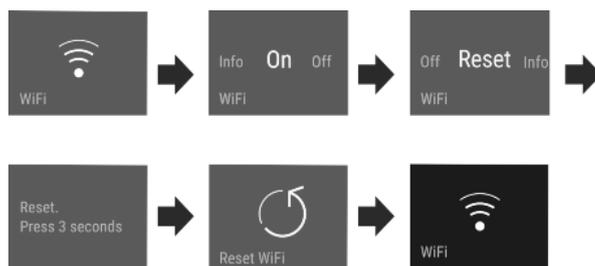 WiFi
Info On Off
WiFi
Off Reset Info
WiFi
Reset.
Press 3 seconds
Reset WiFi
WiFi